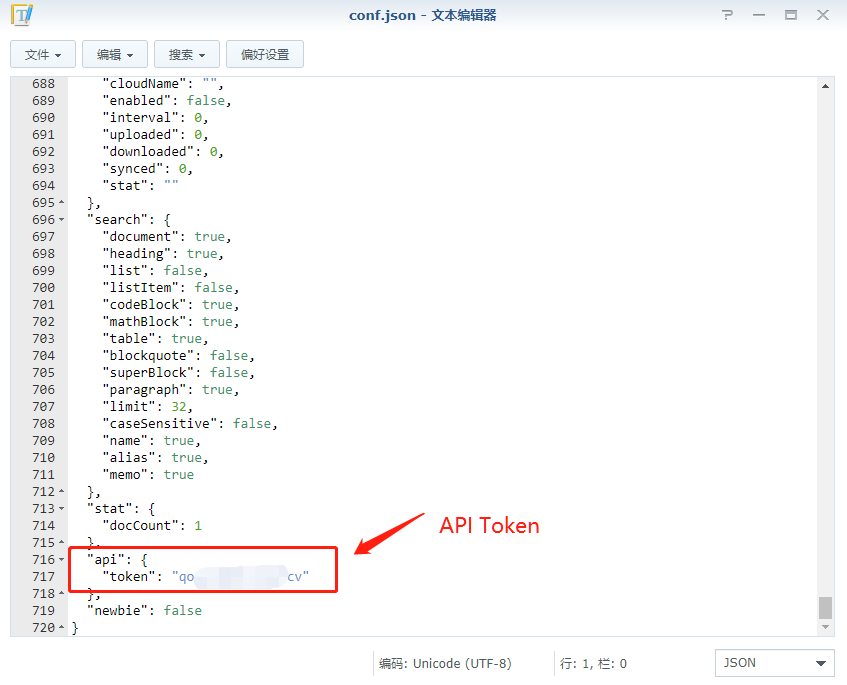 conf.json - 文本编辑器
文件 编辑 搜索 偏好设置
688 "cloudName": "",
689 "enabled": false,
690 "interval": 0,
691 "uploaded": 0,
692 "downloaded": 0,
693 "synced": 0,
694 "stat": ""
695 },
696 "search": {
697 "document": true,
698 "heading": true,
699 "list": false,
700 "listItem": false,
701 "codeBlock": true,
702 "mathBlock": true,
703 "table": true,
704 "blockquote": false,
705 "superBlock": false,
706 "paragraph": true,
707 "limit": 32,
708 "caseSensitive": false,
709 "name": true,
710 "alias": true,
711 "memo": true
712 },
713 "stat": {
714 "docCount": 1
715 },
API Token
716 "api": {
717 "token": "qo cv"
718 },
719 "newbie": false
720 }
编码: Unicode (UTF-8) 行: 1, 栏: 0 JSON